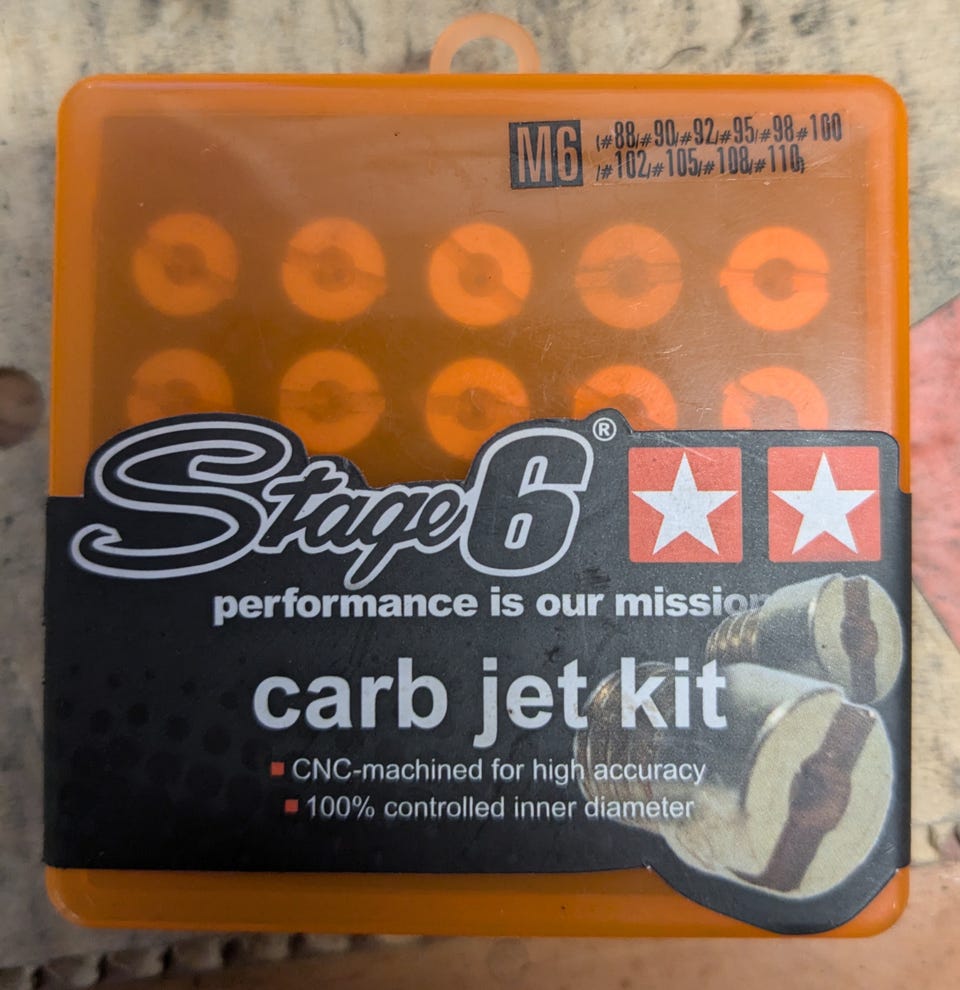 M6 (#88/#90/#92/#95/#98#100
/#102/#105/#108/#110)
Stage6®
performance is our mission
carb jet kit
CNC-machined for high accuracy
100% controlled inner diameter